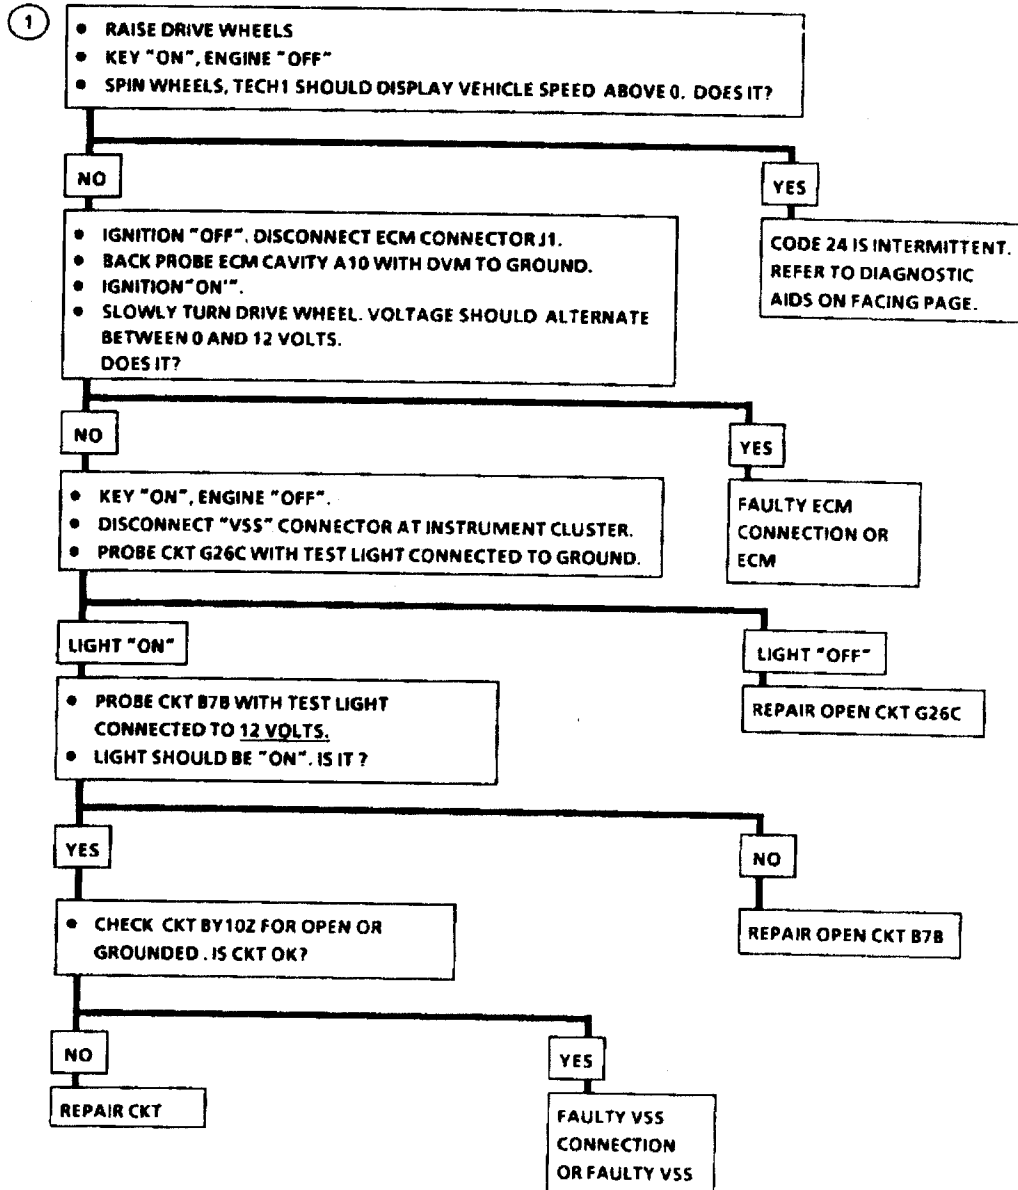 1
• RAISE DRIVE WHEELS
• KEY "ON", ENGINE "OFF"
• SPIN WHEELS, TECH1 SHOULD DISPLAY VEHICLE SPEED ABOVE 0. DOES IT?
NO
YES
• IGNITION "OFF". DISCONNECT ECM CONNECTOR J1.
• BACK PROBE ECM CAVITY A10 WITH DVM TO GROUND.
• IGNITION"ON'".
• SLOWLY TURN DRIVE WHEEL. VOLTAGE SHOULD ALTERNATE
BETWEEN 0 AND 12 VOLTS.
DOES IT?
CODE 24 IS INTERMITTENT.
REFER TO DIAGNOSTIC
AIDS ON FACING PAGE.
NO
YES
• KEY "ON", ENGINE "OFF".
• DISCONNECT "VSS" CONNECTOR AT INSTRUMENT CLUSTER.
• PROBE CKT G26C WITH TEST LIGHT CONNECTED TO GROUND.
FAULTY ECM
CONNECTION OR
ECM
LIGHT "ON"
LIGHT "OFF"
• PROBE CKT B7B WITH TEST LIGHT
CONNECTED TO 12 VOLTS.
• LIGHT SHOULD BE "ON". IS IT ?
REPAIR OPEN CKT G26C
YES
NO
• CHECK CKT BY10Z FOR OPEN OR
GROUNDED . IS CKT OK?
REPAIR OPEN CKT B7B
NO
YES
REPAIR CKT
FAULTY VSS
CONNECTION
OR FAULTY VSS